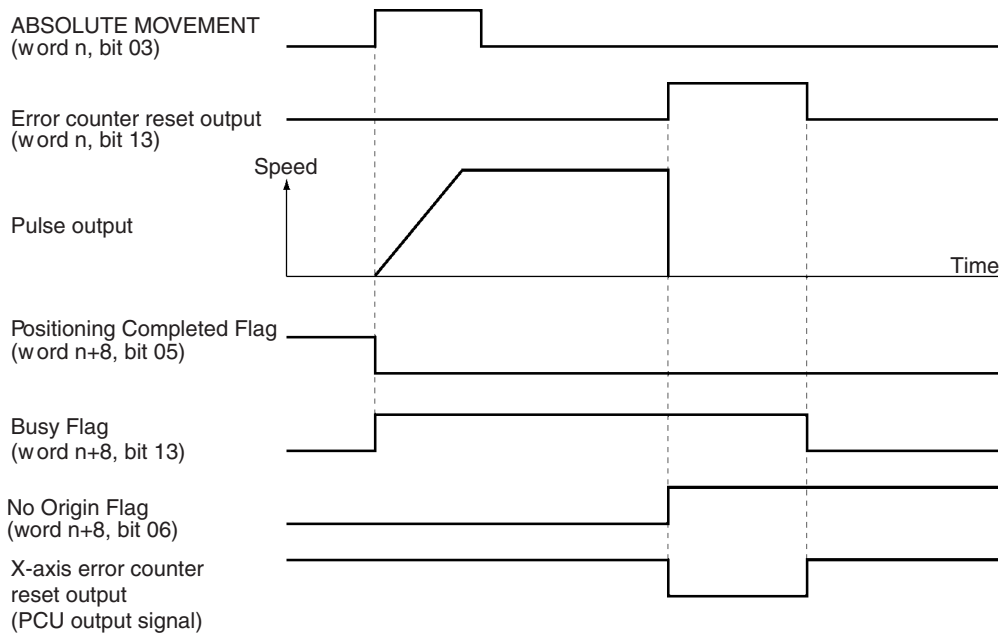 ABSOLUTE MOVEMENT
(word n, bit 03)
Error counter reset output
(word n, bit 13)
Speed
Pulse output
Time
Positioning Completed Flag
(word n+8, bit 05)
Busy Flag
(word n+8, bit 13)
No Origin Flag
(word n+8, bit 06)
X-axis error counter
reset output
(PCU output signal)